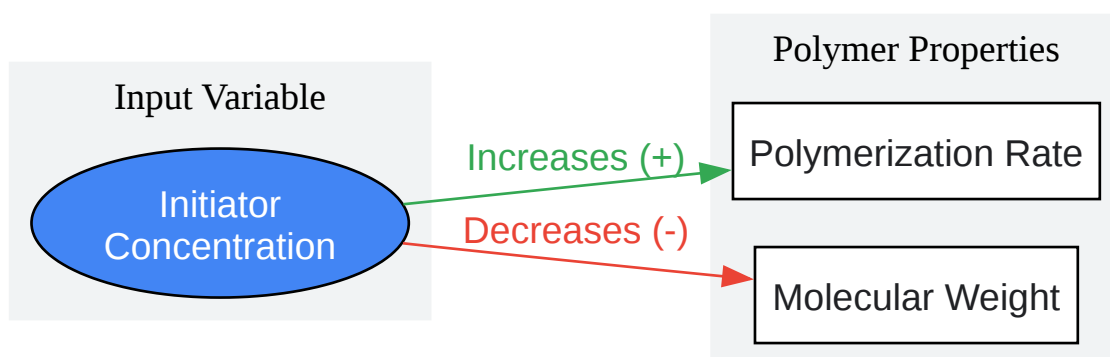 Input Variable
Initiator
Concentration
Increases (+)
Decreases (-)
Polymer Properties
Polymerization Rate
Molecular Weight